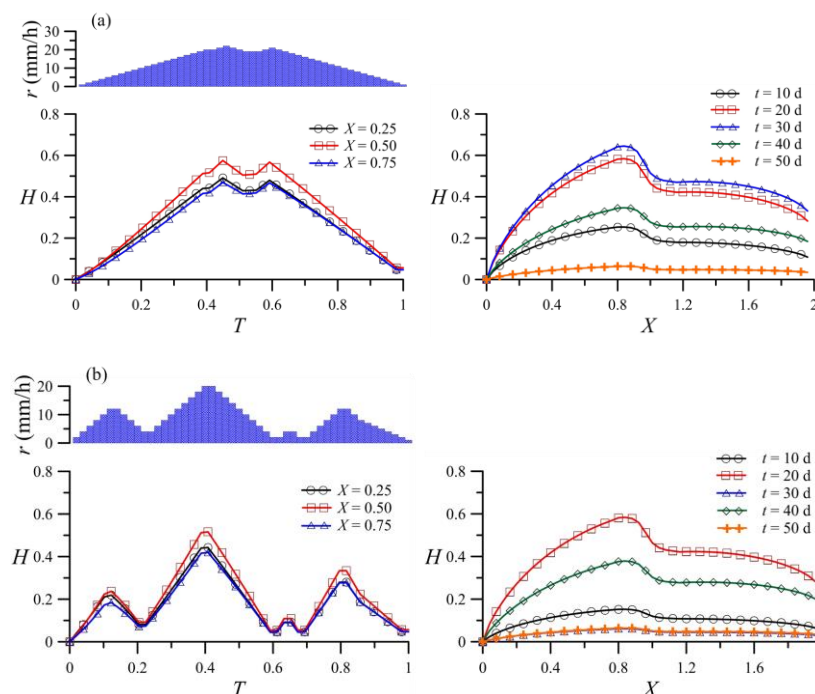 (a)
30
20
10
0
r (mm/h)
0.8
0.6
0.4
0.2
0
H
X = 0.25
X = 0.50
X = 0.75
0 0.2 0.4 0.6 0.8 1
T
0.8
0.6
0.4
0.2
0
H
t = 10 d
t = 20 d
t = 30 d
t = 40 d
t = 50 d
0 0.4 0.8 1.2 1.6 2
X
(b)
20
10
0
r (mm/h)
0.8
0.6
0.4
0.2
0
H
X = 0.25
X = 0.50
X = 0.75
0 0.2 0.4 0.6 0.8 1
T
0.8
0.6
0.4
0.2
0
H
t = 10 d
t = 20 d
t = 30 d
t = 40 d
t = 50 d
0 0.4 0.8 1.2 1.6
X